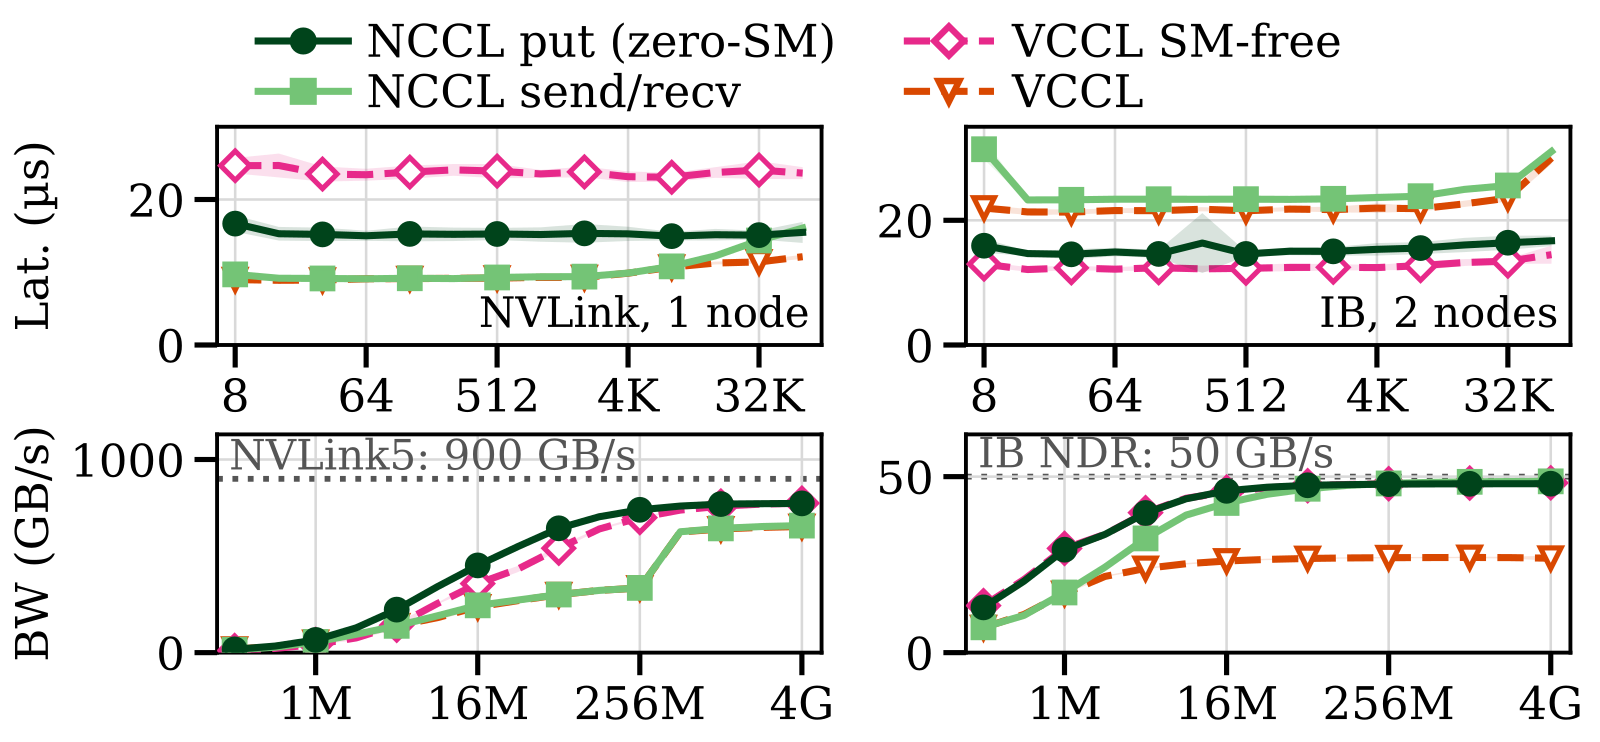 NCCL put (zero-SM)
VCCL SM-free
NCCL send/recv
VCCL
Lat. (µs)
20
0
NVLink, 1 node
8 64 512 4K 32K
20
0
IB, 2 nodes
8 64 512 4K 32K
BW (GB/s)
1000
0
NVLink5: 900 GB/s
1M 16M 256M 4G
50
0
IB NDR: 50 GB/s
1M 16M 256M 4G